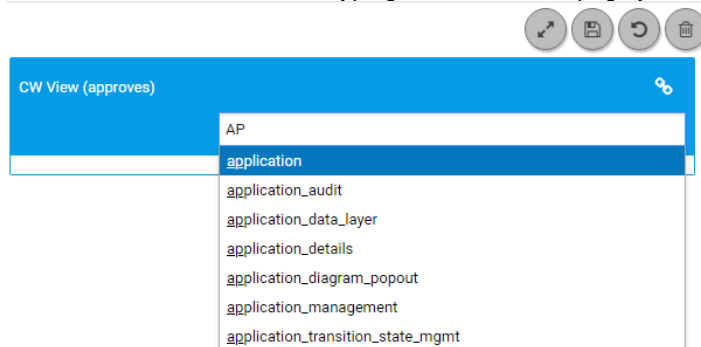 CW View (approves)
AP
application
application_audit
application_data_layer
application_details
application_diagram_popout
application_management
application_transition_state_mgmt